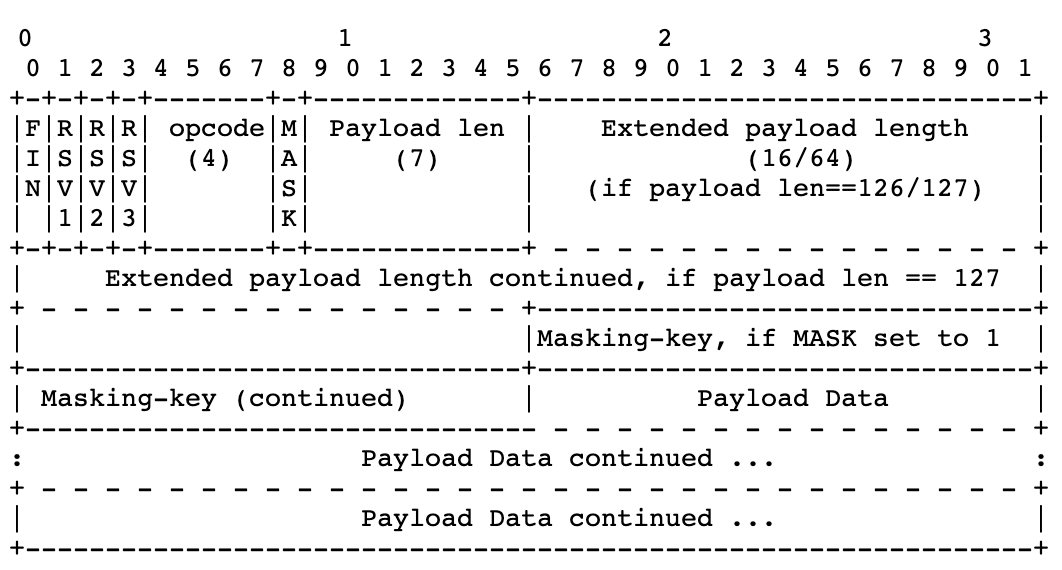 0                   1                   2                   3
 0 1 2 3 4 5 6 7 8 9 0 1 2 3 4 5 6 7 8 9 0 1 2 3 4 5 6 7 8 9 0 1
+-+-+-+-+-------+-+-------------+-------------------------------+
|F|R|R|R| opcode|M| Payload len |    Extended payload length    |
|I|S|S|S|  (4)  |A|     (7)     |             (16/64)           |
|N|V|V|V|       |S|             |   (if payload len==126/127)   |
| |1|2|3|       |K|             |                               |
+-+-+-+-+-------+-+-------------+ - - - - - - - - - - - - - - - +
|     Extended payload length continued, if payload len == 127  |
+ - - - - - - - - - - - - - - - +-------------------------------+
|                               |Masking-key, if MASK set to 1  |
+-------------------------------+-------------------------------+
| Masking-key (continued)       |          Payload Data         |
+-------------------------------- - - - - - - - - - - - - - - - +
:                     Payload Data continued ...                :
+ - - - - - - - - - - - - - - - - - - - - - - - - - - - - - - - +
|                     Payload Data continued ...                |
+---------------------------------------------------------------+